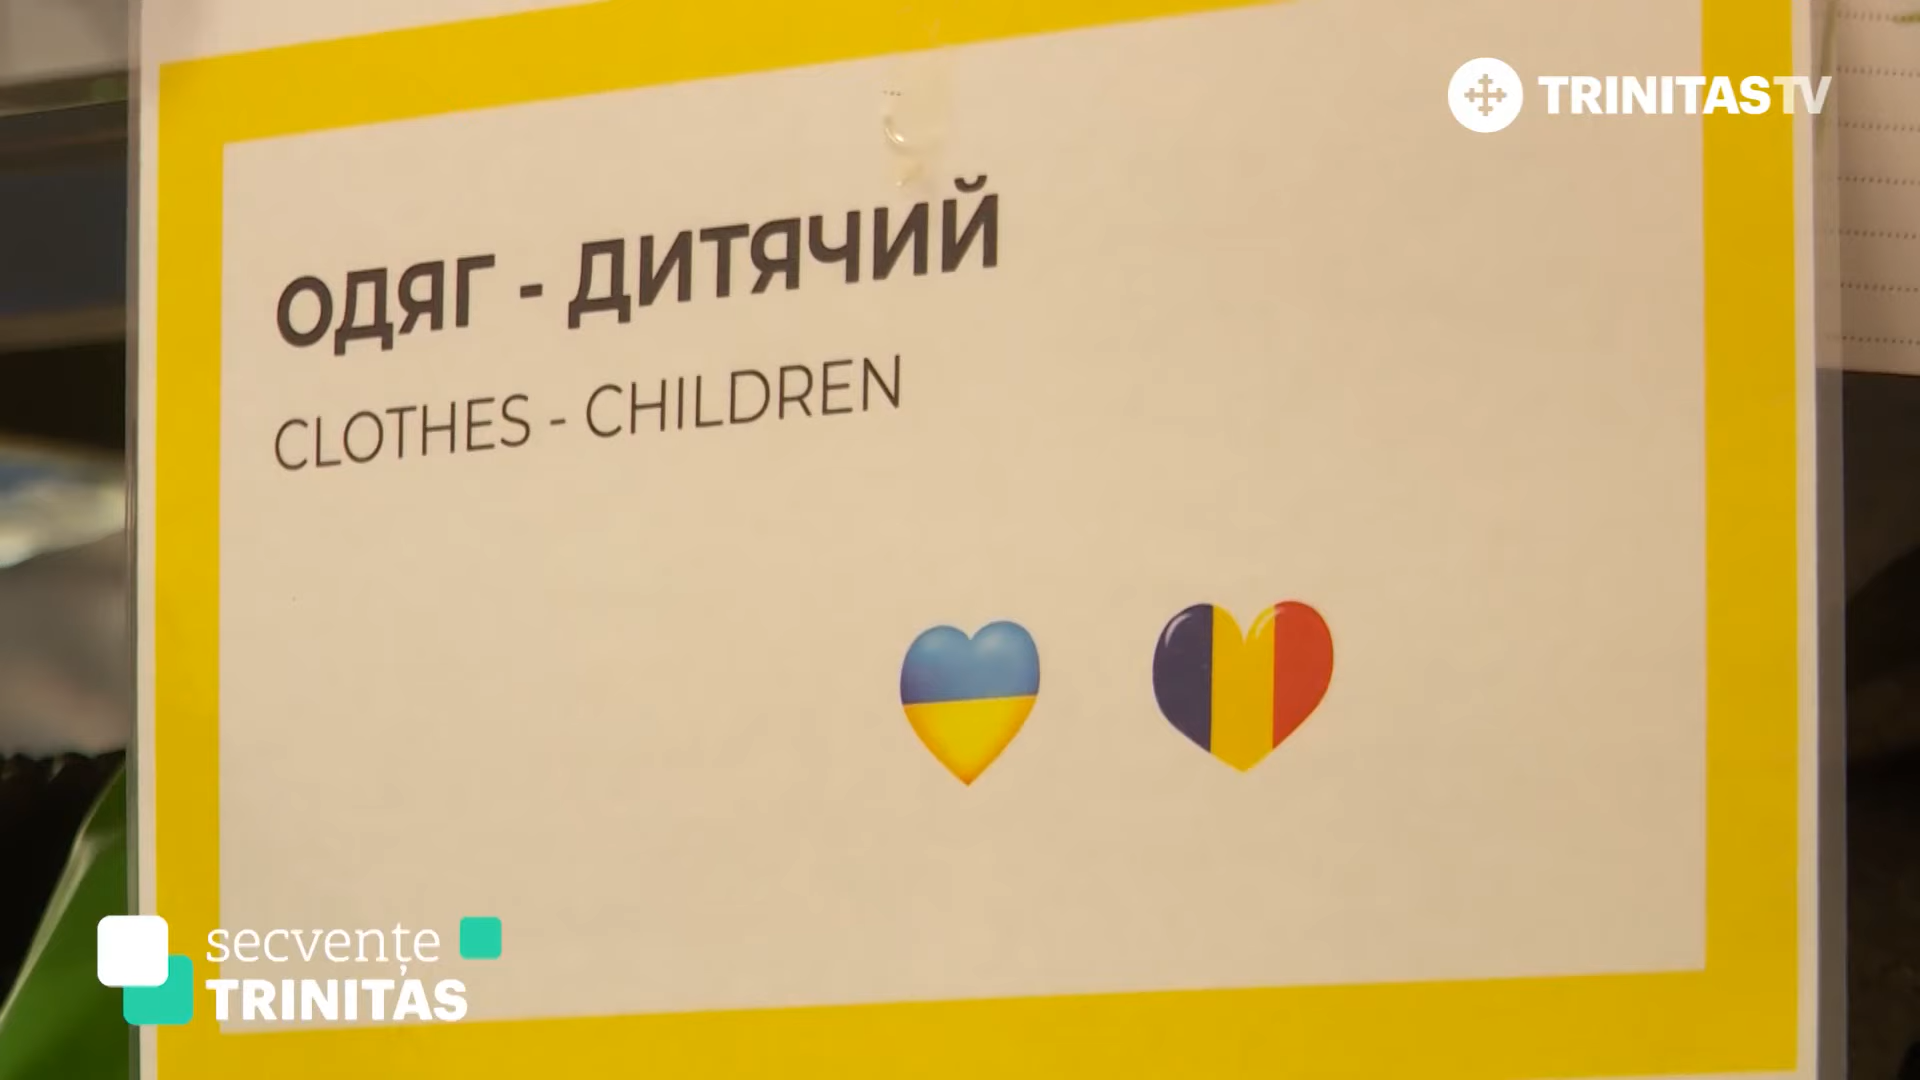 TRINITASTV
ОДЯГ - ДИТЯЧИЙ
CLOTHES - CHILDREN
secvențe
TRINITAS